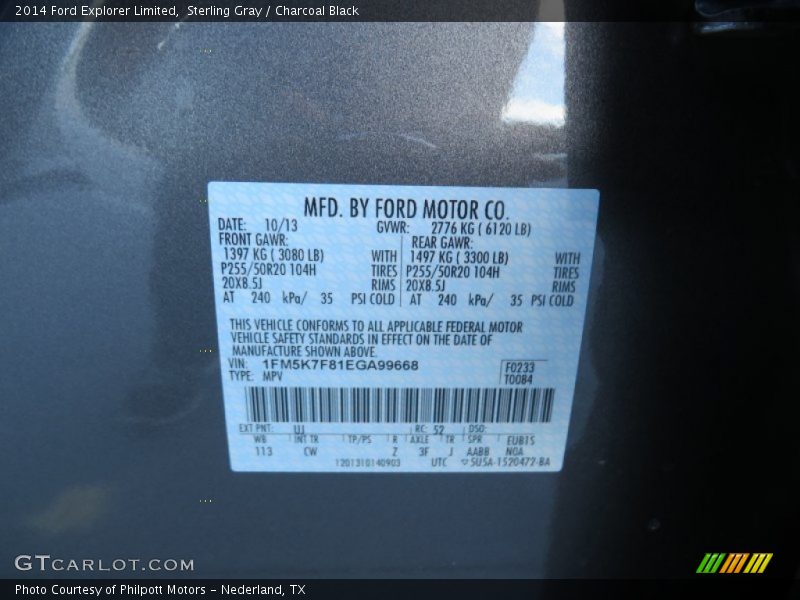 2014 Ford Explorer Limited, Sterling Gray / Charcoal Black
MFD. BY FORD MOTOR CO.
DATE: 10/13 GVWR: 2776 KG ( 6120 LB)
FRONT GAWR: REAR GAWR:
1397 KG ( 3080 LB) WITH 1497 KG ( 3300 LB) WITH
P255/50R20 104H TIRES P255/50R20 104H TIRES
20X8.5J RIMS 20X8.5J RIMS
AT 240 kPa/ 35 PSI COLD AT 240 kPa/ 35 PSI COLD
THIS VEHICLE CONFORMS TO ALL APPLICABLE FEDERAL MOTOR
VEHICLE SAFETY STANDARDS IN EFFECT ON THE DATE OF
MANUFACTURE SHOWN ABOVE.
VIN: 1FM5K7F81EGA99668 F0233
TYPE: MPV T0084
EXT PNT: UJ RC: 52 DSO:
WB INT TR TP/PS R AXLE TR SPR EUB15
113 CW Z 3F J AABB NOA
1201310140903 UTC 5U5A-1520472-BA
GTCARLOT.COM
Photo Courtesy of Philpott Motors - Nederland, TX